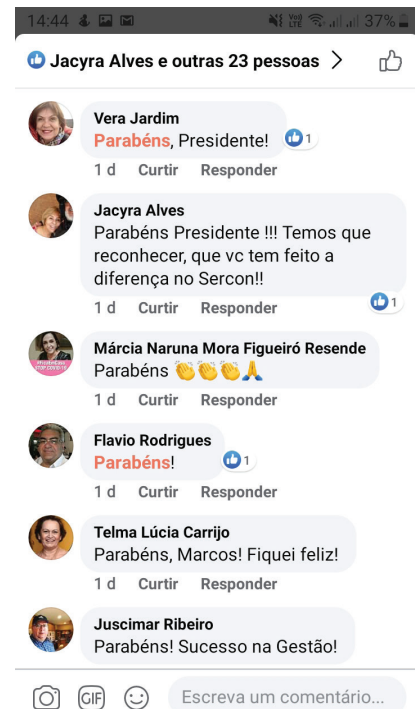 14:44 37%
Jacyra Alves e outras 23 pessoas >
Vera Jardim
Parabéns, Presidente! 1
1 d Curtir Responder
Jacyra Alves
Parabéns Presidente !!! Temos que
reconhecer, que vc tem feito a
diferença no Sercon!!
1
1 d Curtir Responder
Márcia Naruna Mora Figueiró Resende
Parabéns 👏👏👏🙏
1 d Curtir Responder
Flavio Rodrigues
Parabéns! 1
1 d Curtir Responder
Telma Lúcia Carrijo
Parabéns, Marcos! Fiquei feliz!
1 d Curtir Responder
Juscimar Ribeiro
Parabéns! Sucesso na Gestão!
GIF Escreva um comentário...